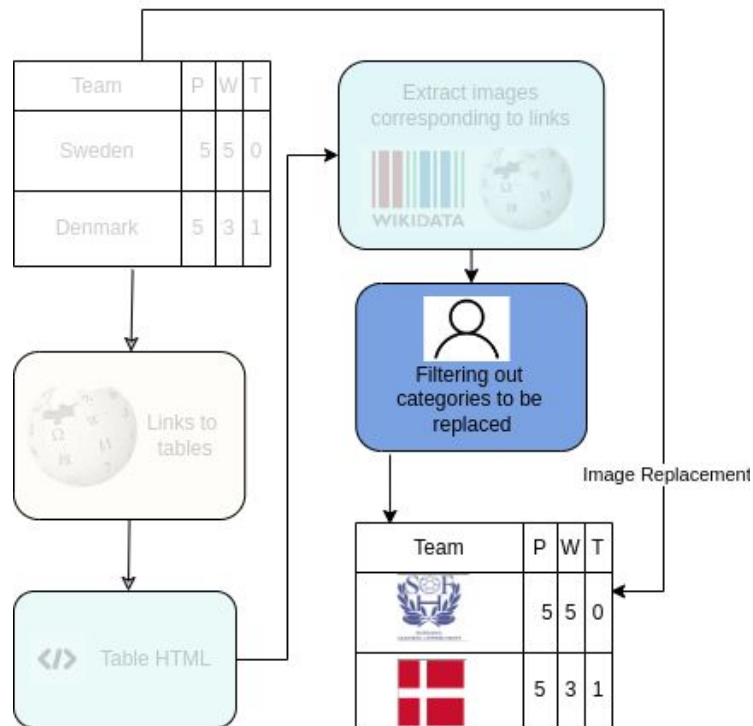 Team P W T
Sweden 5 5 0
Denmark 5 3 1
Links to
tables
</> Table HTML
Extract images
corresponding to links
WIKIDATA
Filtering out
categories to be
replaced
Image Replacement
Team P W T
5 5 0
5 3 1